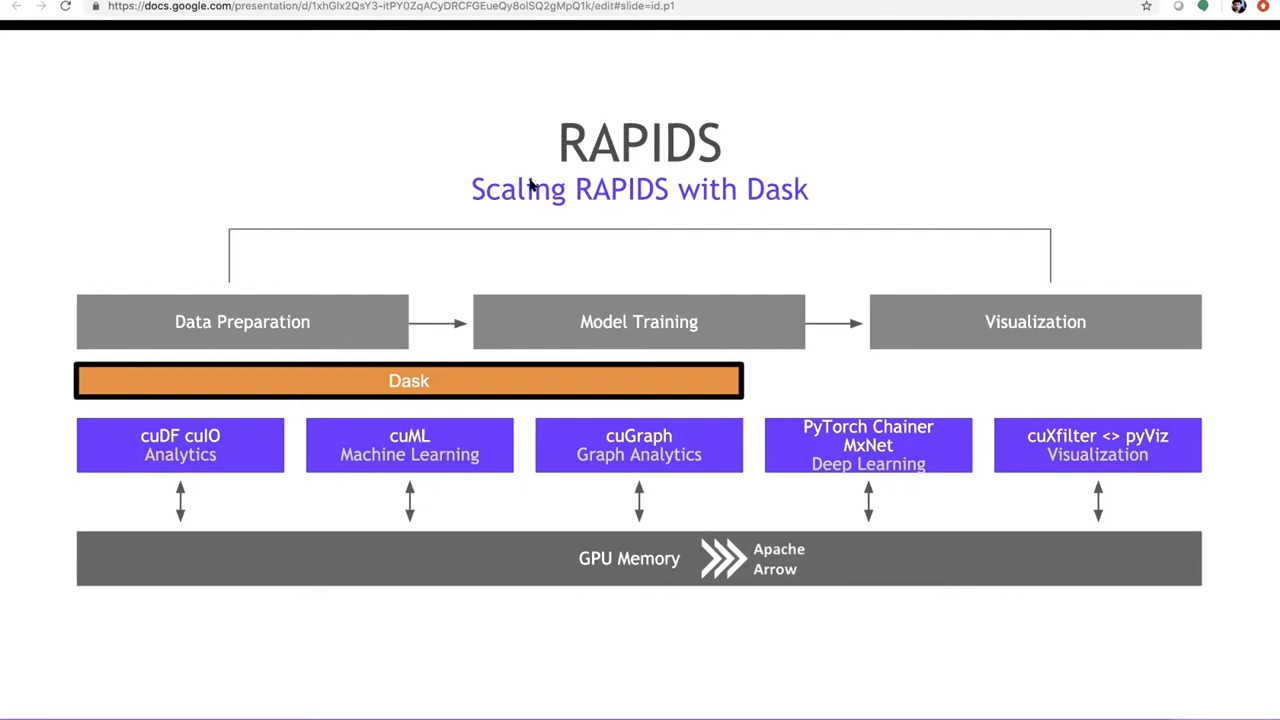 https://docs.google.com/presentation/d/1xhGlx2QsY3-itPY0ZqACyDRCFGEueQy8olSQ2gMpQ1k/edit#slide=id.p1
RAPIDS
Scaling RAPIDS with Dask
Data Preparation
Model Training
Visualization
Dask
cuDF cuIO
Analytics
cuML
Machine Learning
cuGraph
Graph Analytics
PyTorch Chainer
MxNet
Deep Learning
cuXfilter <> pyViz
Visualization
GPU Memory
Apache
Arrow